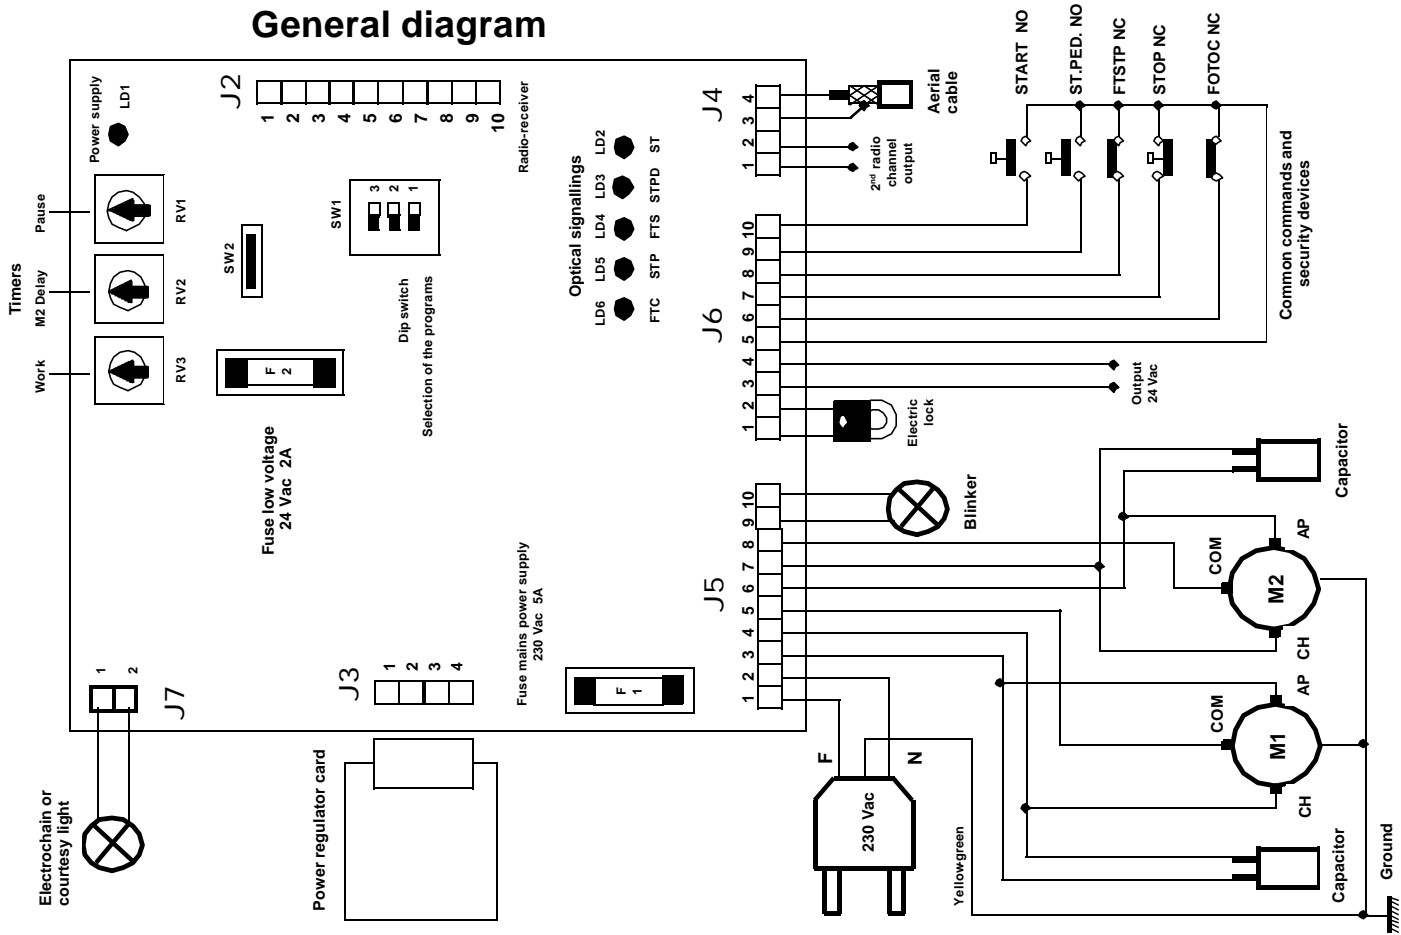 General diagram
Power supply
LD1
J2
1
2
3
4
5
6
7
8
9
10
Radio-receiver
Timers
Pause
M2 Delay
Work
RV1
RV2
RV3
SW2
SW1
3
2
1
Dip switch
Selection of the programs
F
2
Fuse low voltage
24 Vac 2A
Optical signallings
LD2
LD3
LD4
LD5
LD6
ST
STPD
FTS
STP
FTC
J4
4
3
2
1
Aerial
cable
2nd radio
channel
output
START NO
ST.PED. NO
FTSTP NC
STOP NC
FOTOC NC
Common commands and
security devices
J6
10
9
8
7
6
5
4
3
2
1
Output
24 Vac
Electric
lock
J5
10
9
8
7
6
5
4
3
2
1
Blinker
Capacitor
COM
AP
M2
CH
COM
AP
M1
CH
Capacitor
Ground
J7
1
2
Electrochain or
courtesy light
J3
1
2
3
4
Power regulator card
Fuse mains power supply
230 Vac 5A
F
1
F
N
230 Vac
Yellow-green